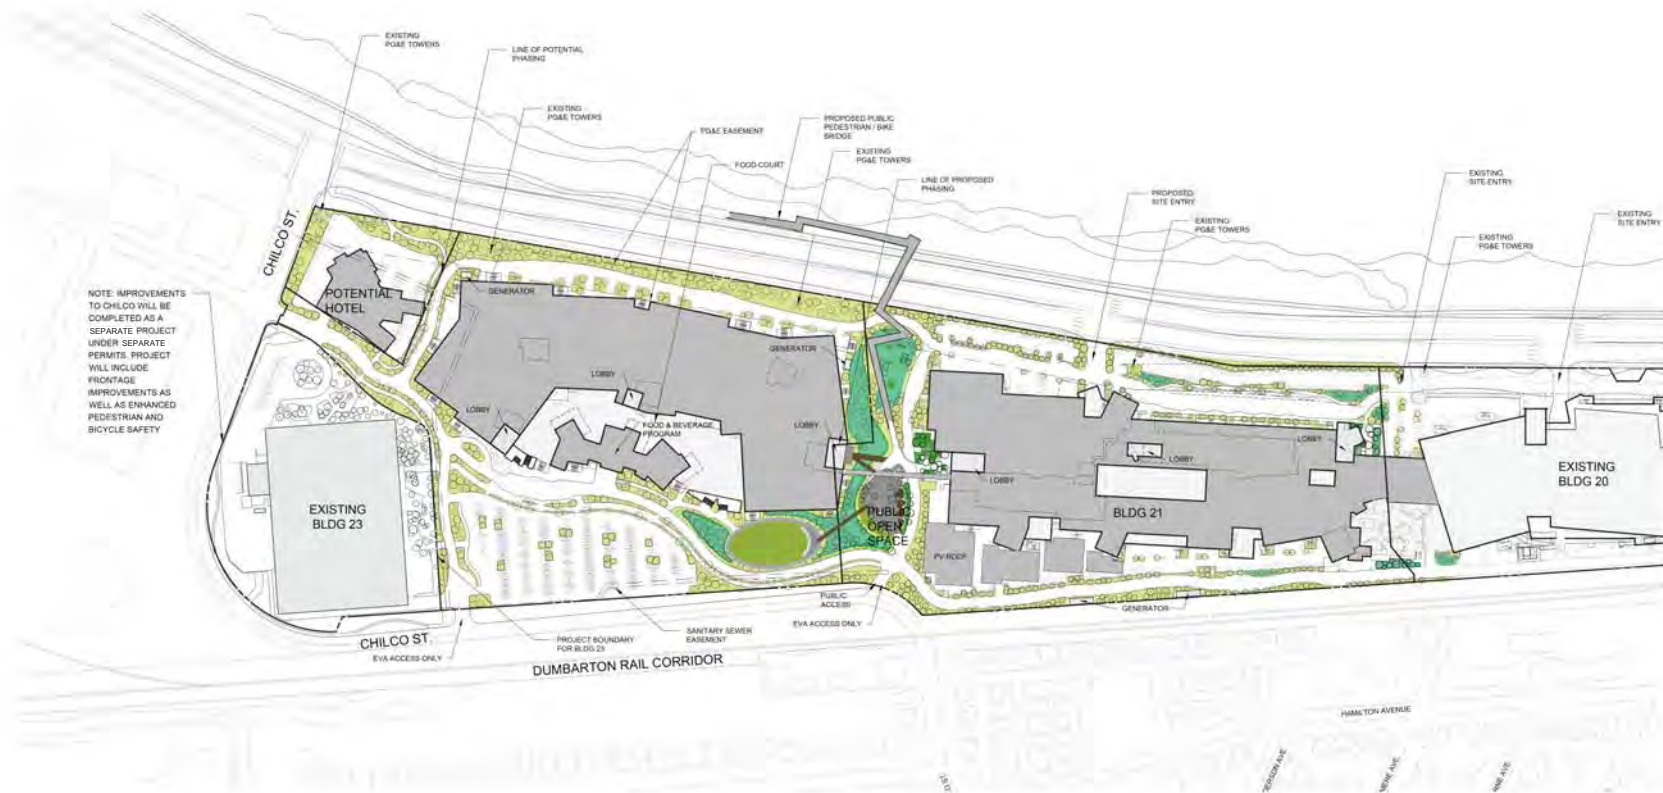 EXISTING
PG&E TOWERS
LINE OF POTENTIAL
PHASING
EXISTING
PG&E TOWERS
PG&E EASEMENT
PROPOSED PUBLIC
PEDESTRIAN / BIKE
BRIDGE
FOOD COURT
EXISTING
PG&E TOWERS
LINE OF PROPOSED
PHASING
PROPOSED
SITE ENTRY
EXISTING
PG&E TOWERS
EXISTING
SITE ENTRY
EXISTING
PG&E TOWERS
EXISTING
SITE ENTRY
CHILCO ST.
NOTE: IMPROVEMENTS
TO CHILCO WILL BE
COMPLETED AS A
SEPARATE PROJECT
UNDER SEPARATE
PERMITS. PROJECT
WILL INCLUDE
FRONTAGE
IMPROVEMENTS AS
WELL AS ENHANCED
PEDESTRIAN AND
BICYCLE SAFETY
POTENTIAL
HOTEL
GENERATOR
GENERATOR
LOBBY
LOBBY
FOOD & BEVERAGE
PROGRAM
LOBBY
LOBBY
LOBBY
LOBBY
EXISTING
BLDG 20
EXISTING
BLDG 23
PUBLIC
OPEN
SPACE
BLDG 21
PV ROOF
PUBLIC
ACCESS
GENERATOR
EVA ACCESS ONLY
CHILCO ST.
EVA ACCESS ONLY
PROJECT BOUNDARY
FOR BLDG 23
SANITARY SEWER
EASEMENT
DUMBARTON RAIL CORRIDOR
HAMILTON AVENUE